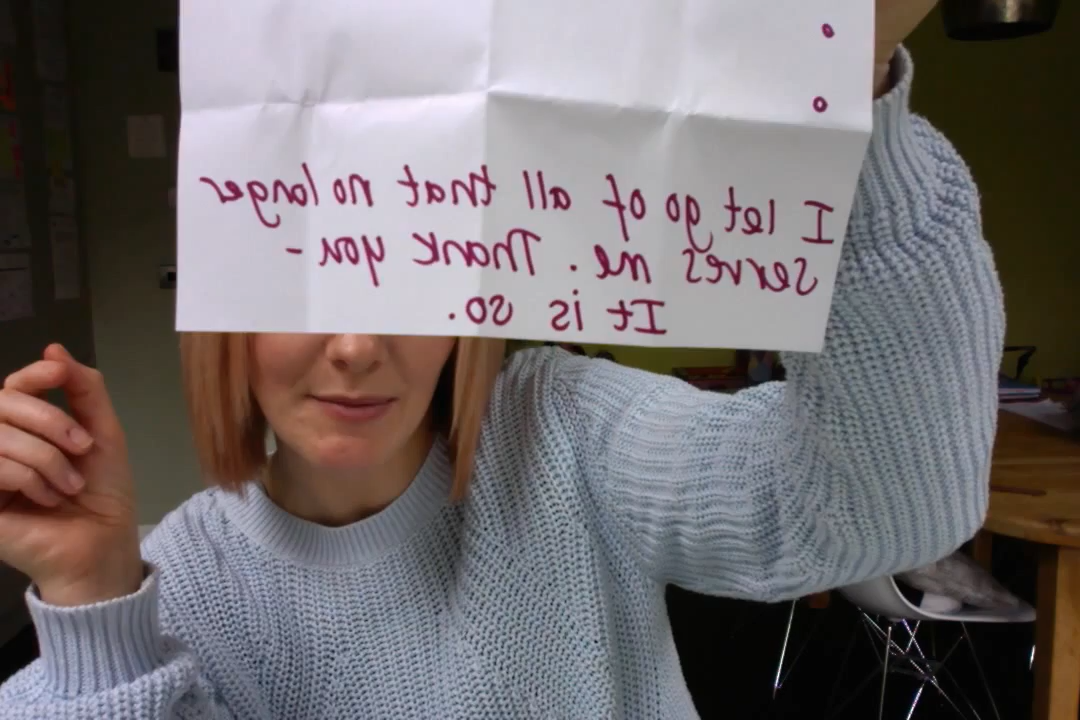 I let go of all that no longer
serves me. Thank you -
It is so.